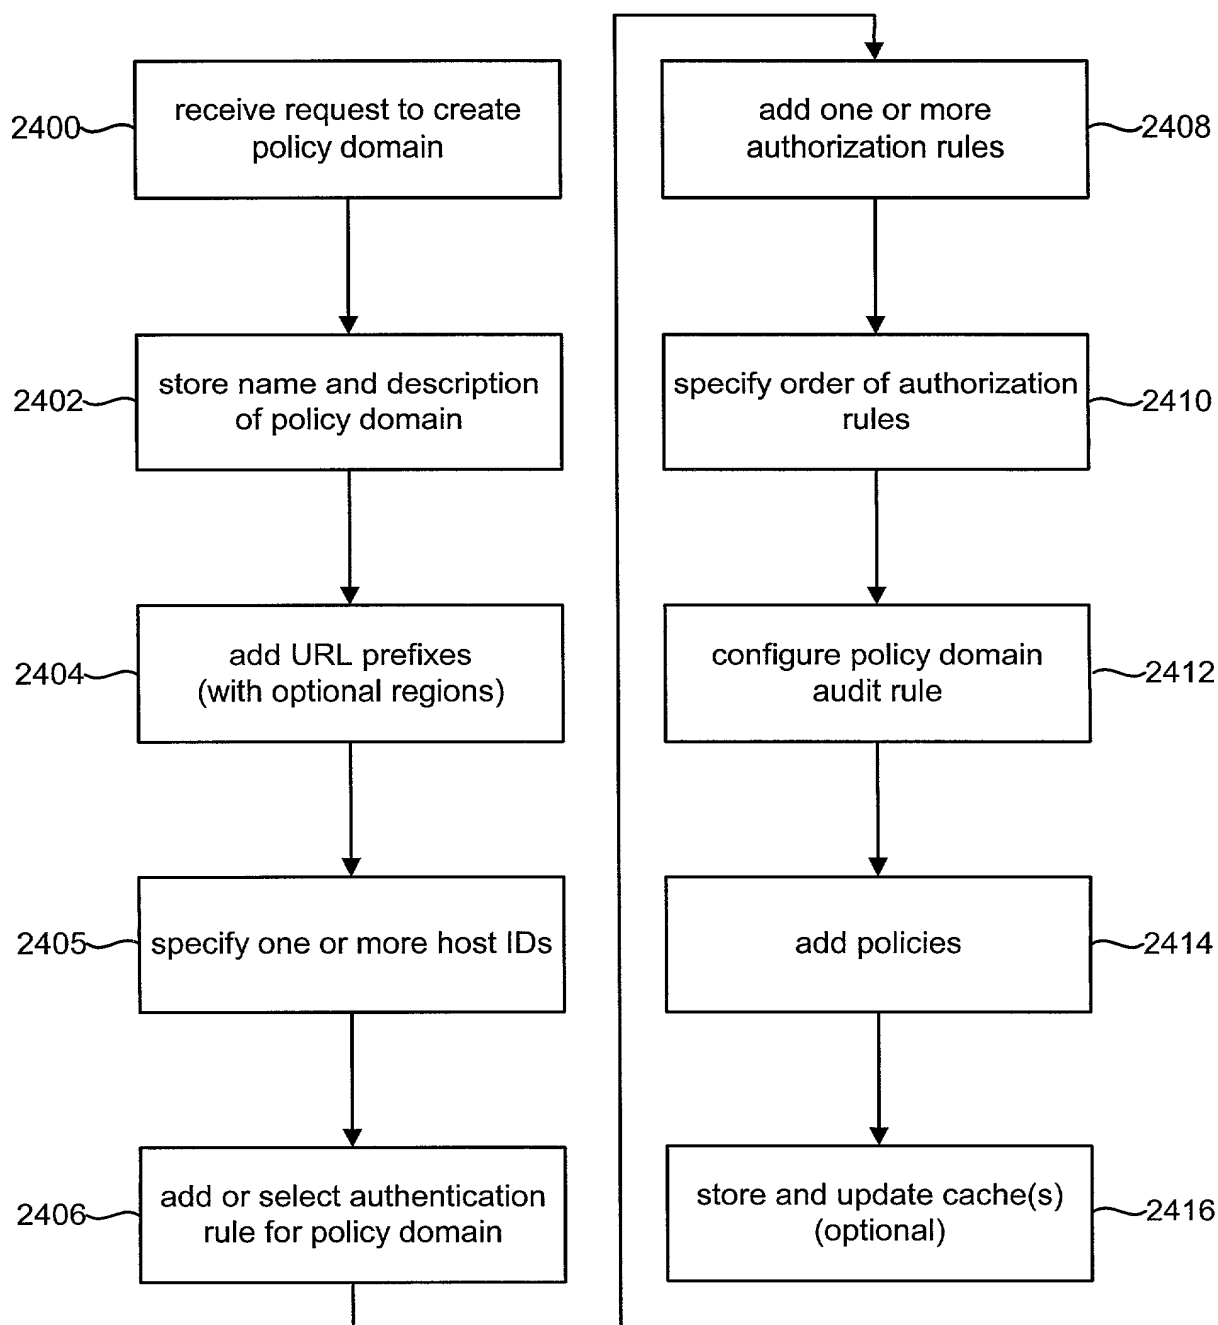 2400
receive request to create
policy domain
2402
store name and description
of policy domain
2404
add URL prefixes
(with optional regions)
2405
specify one or more host IDs
2406
add or select authentication
rule for policy domain
add one or more
authorization rules
2408
specify order of authorization
rules
2410
configure policy domain
audit rule
2412
add policies
2414
store and update cache(s)
(optional)
2416